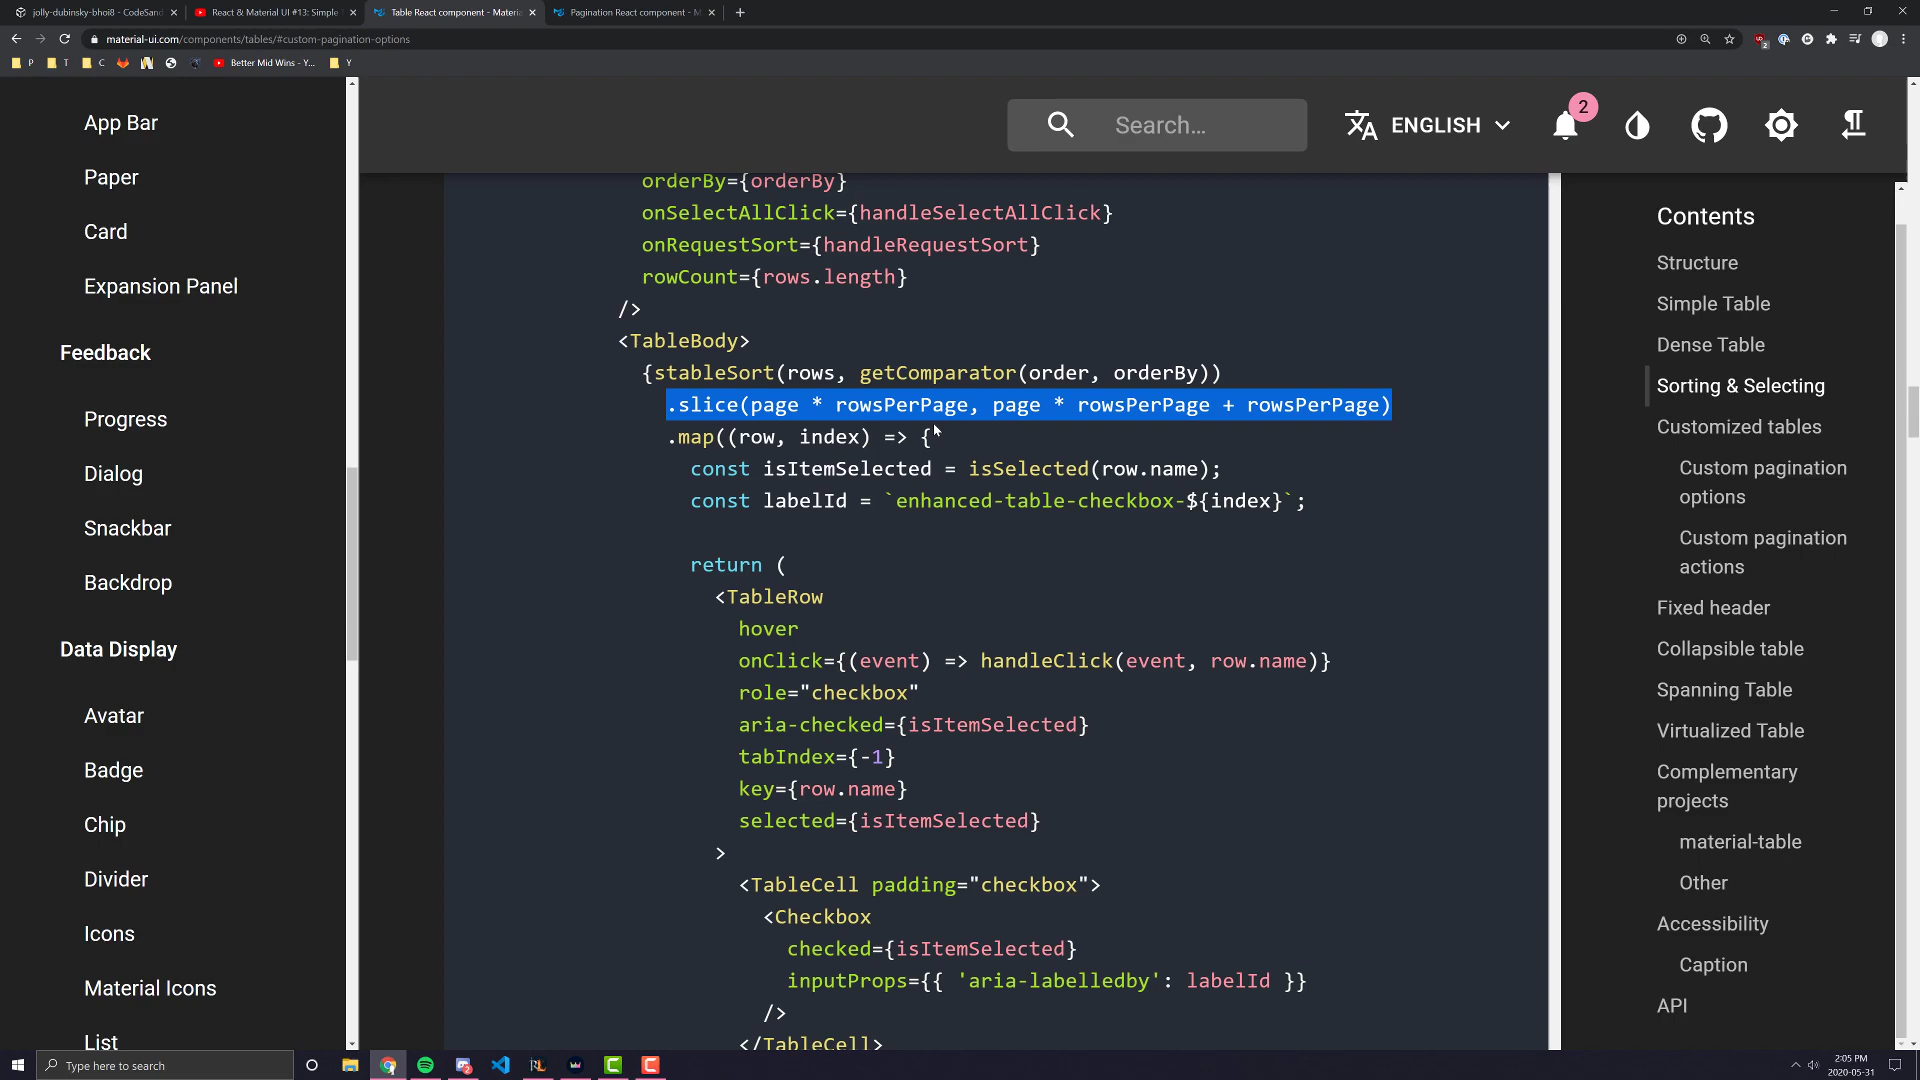 jolly-dubinsky-bhoi8 - CodeSand
React & Material UI #13: Simple T
Table React component - Materia
Pagination React component - M
material-ui.com/components/tables/#custom-pagination-options
2
P
T
C
Better Mid Wins - Y...
Y
Search…
ENGLISH
2
App Bar
Paper
Card
Expansion Panel
Feedback
Progress
Dialog
Snackbar
Backdrop
Data Display
Avatar
Badge
Chip
Divider
Icons
Material Icons
List
orderBy={orderBy}
onSelectAllClick={handleSelectAllClick}
onRequestSort={handleRequestSort}
rowCount={rows.length}
/>
<TableBody>
{stableSort(rows, getComparator(order, orderBy))
.slice(page * rowsPerPage, page * rowsPerPage + rowsPerPage)
.map((row, index) => {
const isItemSelected = isSelected(row.name);
const labelId = `enhanced-table-checkbox-${index}`;
return (
<TableRow
hover
onClick={(event) => handleClick(event, row.name)}
role="checkbox"
aria-checked={isItemSelected}
tabIndex={-1}
key={row.name}
selected={isItemSelected}
>
<TableCell padding="checkbox">
<Checkbox
checked={isItemSelected}
inputProps={{ 'aria-labelledby': labelId }}
/>
</TableCell>
Contents
Structure
Simple Table
Dense Table
Sorting & Selecting
Customized tables
Custom pagination
options
Custom pagination
actions
Fixed header
Collapsible table
Spanning Table
Virtualized Table
Complementary
projects
material-table
Other
Accessibility
Caption
API
Type here to search
2:05 PM
2020-05-31